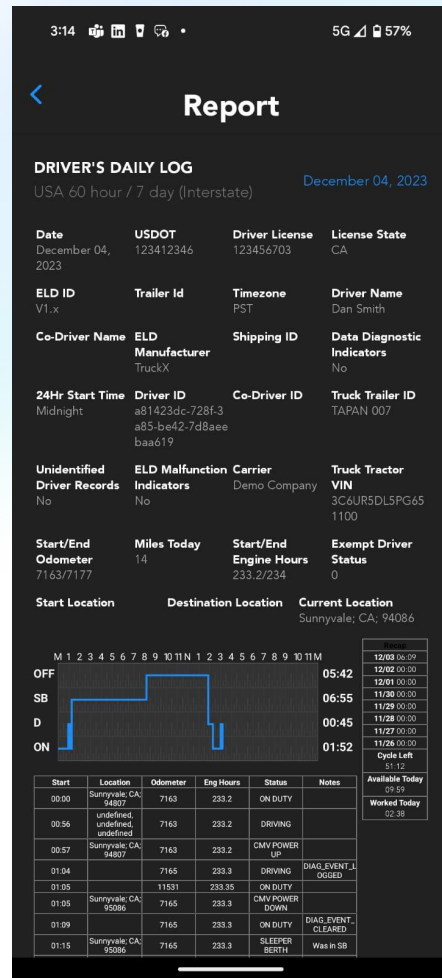 3:14 5G 57%
Report
DRIVER'S DAILY LOG
USA 60 hour / 7 day (Interstate)
December 04, 2023
Date USDOT Driver License License State
December 04, 123412346 123456703 CA
2023
ELD ID Trailer Id Timezone Driver Name
V1.x PST Dan Smith
Co-Driver Name ELD Shipping ID Data Diagnostic
Manufacturer Indicators
TruckX No
24Hr Start Time Driver ID Co-Driver ID Truck Trailer ID
Midnight a81423dc-728f-3 TAPAN 007
a85-be42-7d8aee
baa619
Unidentified ELD Malfunction Carrier Truck Tractor
Driver Records Indicators Demo Company VIN
No No 3C6UR5DL5PG65
1100
Start/End Miles Today Start/End Exempt Driver
Odometer 14 Engine Hours Status
7163/7177 233.2/234 0
Start Location Destination Location Current Location
Sunnyvale; CA; 94086
M 1 2 3 4 5 6 7 8 9 10 11 N 1 2 3 4 5 6 7 8 9 10 11 M
OFF 05:42
SB 06:55
D 00:45
ON 01:52
Recap
12/03 06:09
12/02 00:00
12/01 00:00
11/30 00:00
11/29 00:00
11/28 00:00
11/27 00:00
11/26 00:00
Cycle Left
51:12
Available Today
09:59
Worked Today
02:38
Start Location Odometer Eng Hours Status Notes
00:00 Sunnyvale; CA; 94807 7163 233.2 ON DUTY
00:56 undefined, undefined, undefined 7163 233.2 DRIVING
00:57 Sunnyvale; CA; 94807 7163 233.2 CMV POWER UP
01:04 7165 233.3 DRIVING DIAG_EVENT_LOGGED
01:05 11531 233.35 ON DUTY
01:05 Sunnyvale; CA; 95086 7165 233.3 CMV POWER DOWN
01:09 7165 233.3 ON DUTY DIAG_EVENT_CLEARED
01:15 Sunnyvale; CA; 95086 7165 233.3 SLEEPER BERTH Was in SB